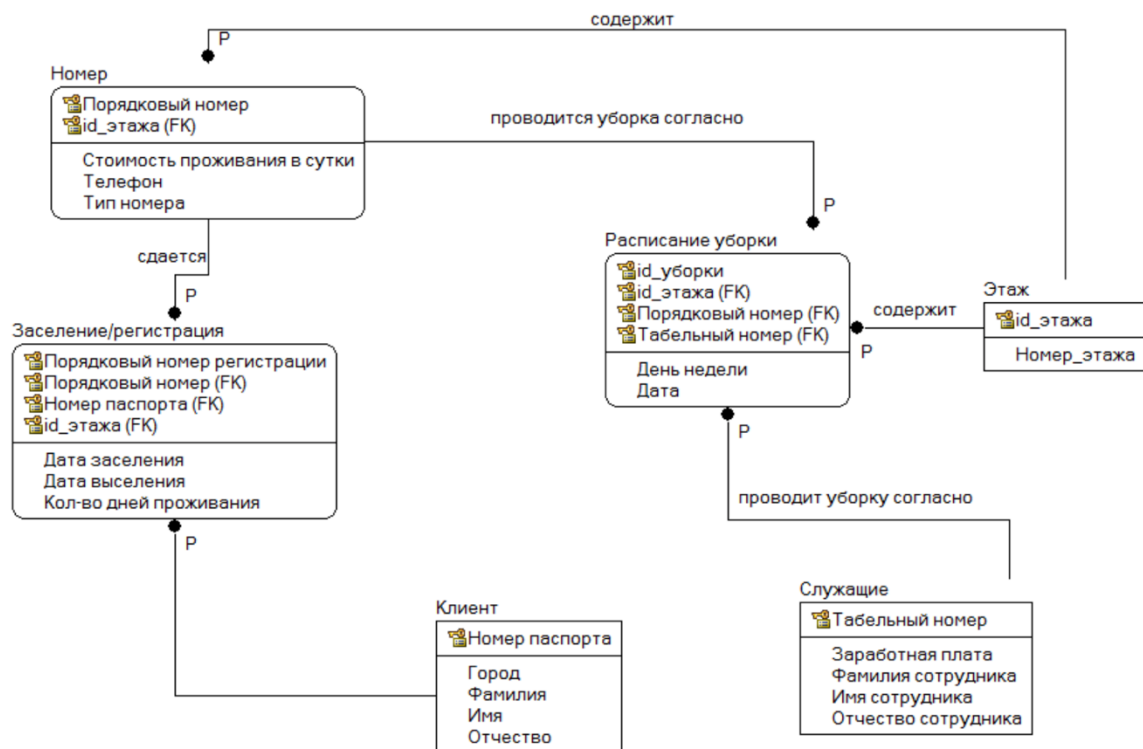 содержит
P
Номер
Порядковый номер
id_этажа (FK)
Стоимость проживания в сутки
Телефон
Тип номера
проводится уборка согласно
P
сдается
P
Расписание уборки
id_уборки
id_этажа (FK)
Порядковый номер (FK)
Табельный номер (FK)
День недели
Дата
содержит
P
Этаж
id_этажа
Номер_этажа
Заселение/регистрация
Порядковый номер регистрации
Порядковый номер (FK)
Номер паспорта (FK)
id_этажа (FK)
Дата заселения
Дата выселения
Кол-во дней проживания
P
P
проводит уборку согласно
Клиент
Номер паспорта
Город
Фамилия
Имя
Отчество
Служащие
Табельный номер
Заработная плата
Фамилия сотрудника
Имя сотрудника
Отчество сотрудника